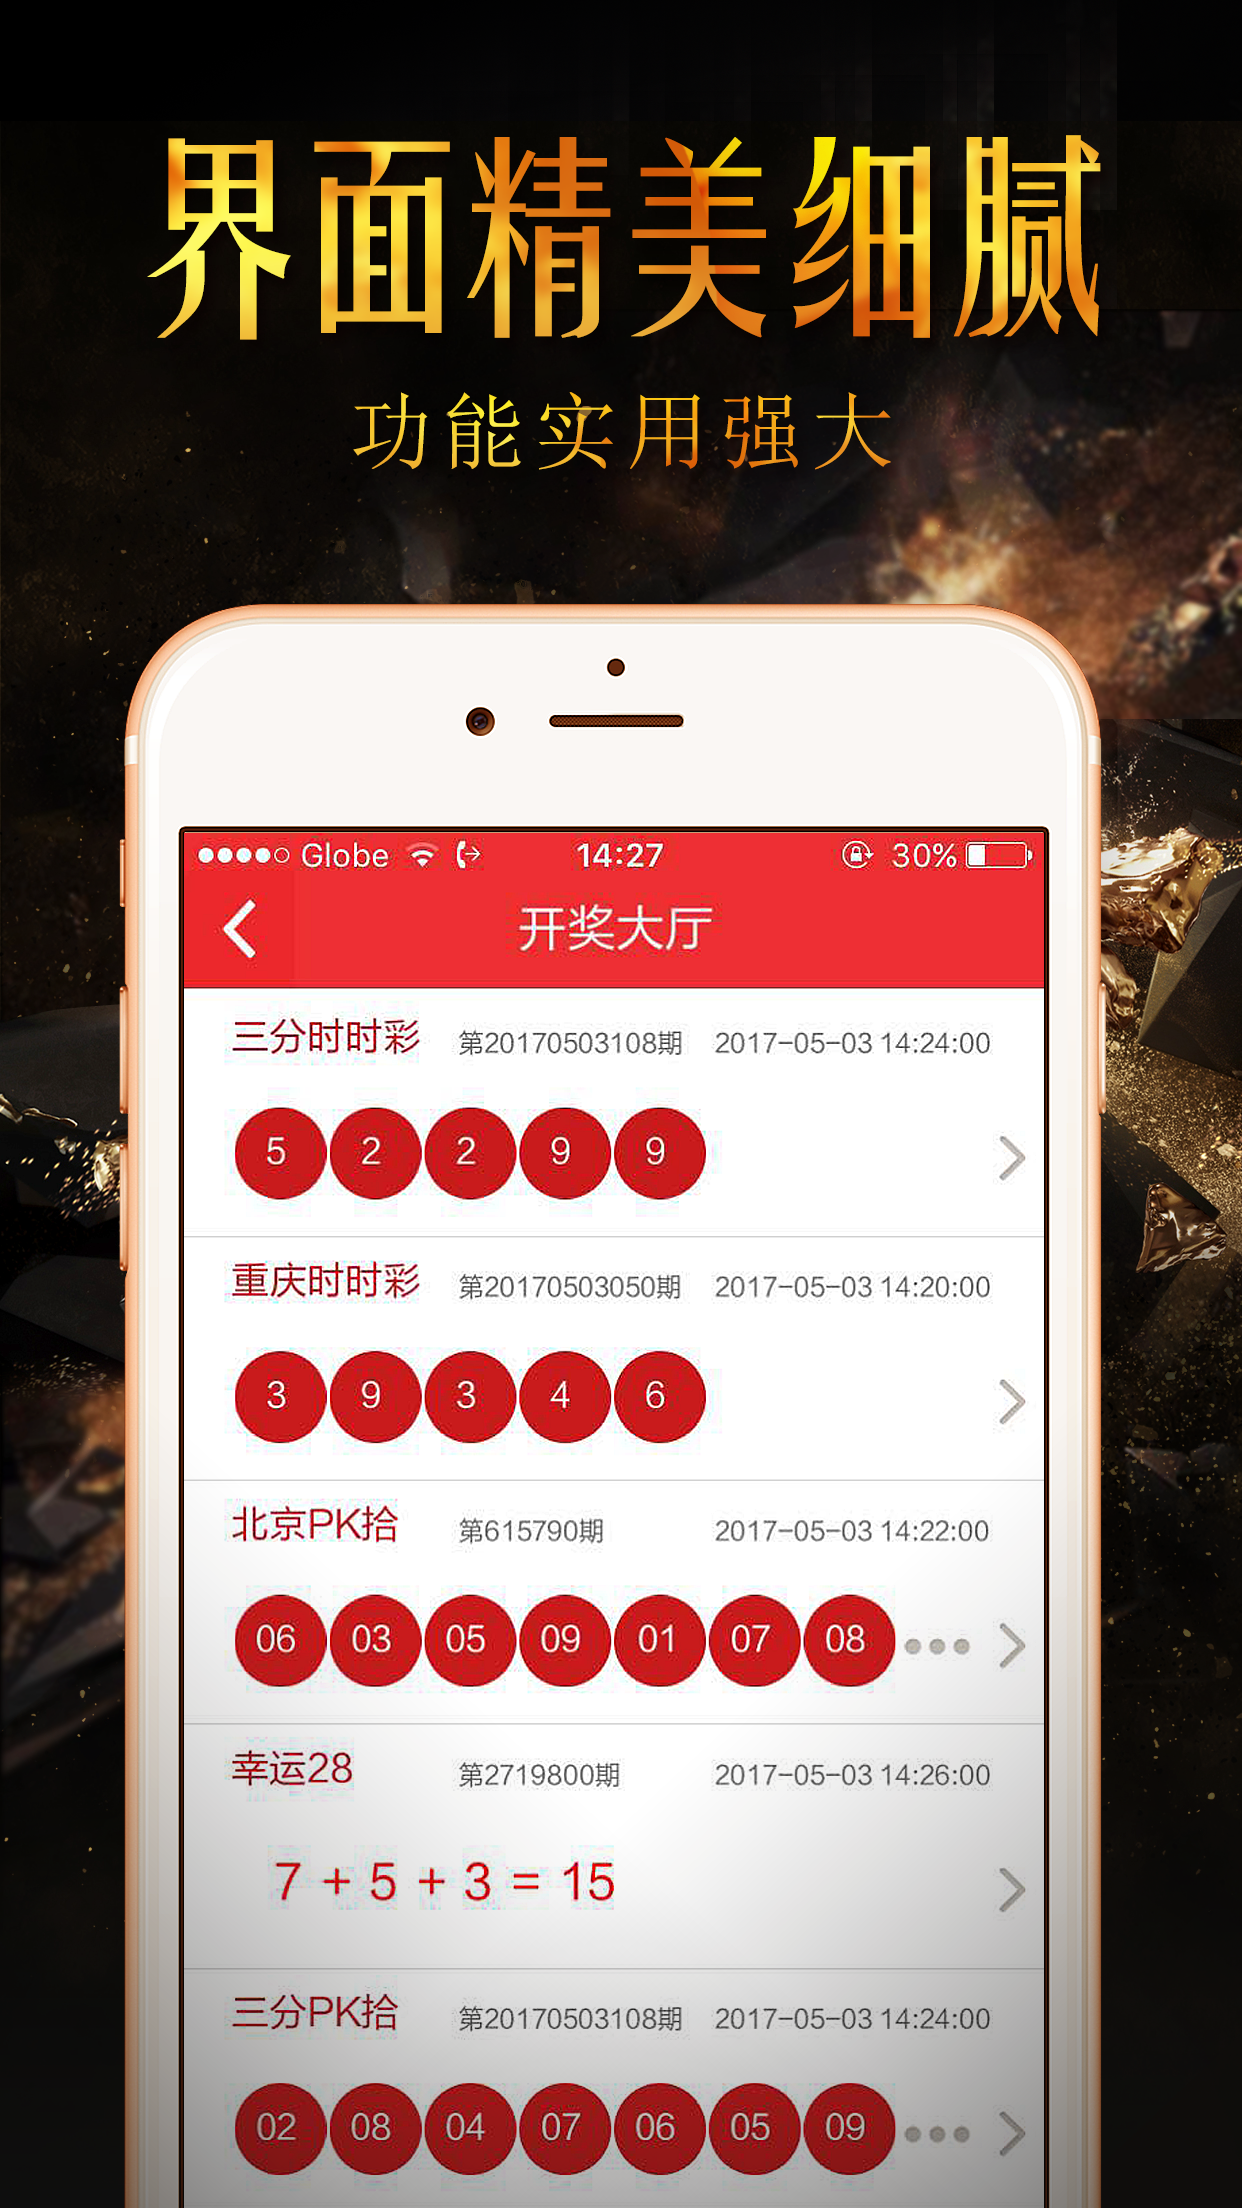 界面精美细腻
功能实用强大
Globe 14:27 30%
开奖大厅
三分时时彩 第20170503108期 2017-05-03 14:24:00
5 2 2 9 9
重庆时时彩 第20170503050期 2017-05-03 14:20:00
3 9 3 4 6
北京PK拾 第615790期 2017-05-03 14:22:00
06 03 05 09 01 07 08
幸运28 第2719800期 2017-05-03 14:26:00
7 + 5 + 3 = 15
三分PK拾 第20170503108期 2017-05-03 14:24:00
02 08 04 07 06 05 09